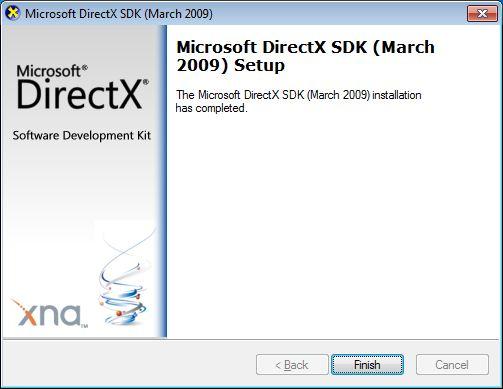 Microsoft DirectX SDK (March 2009)
Microsoft®
DirectX®
Software Development Kit
xna™
Microsoft DirectX SDK (March
2009) Setup
The Microsoft DirectX SDK (March 2009) installation
has completed.
< Back
Finish
Cancel